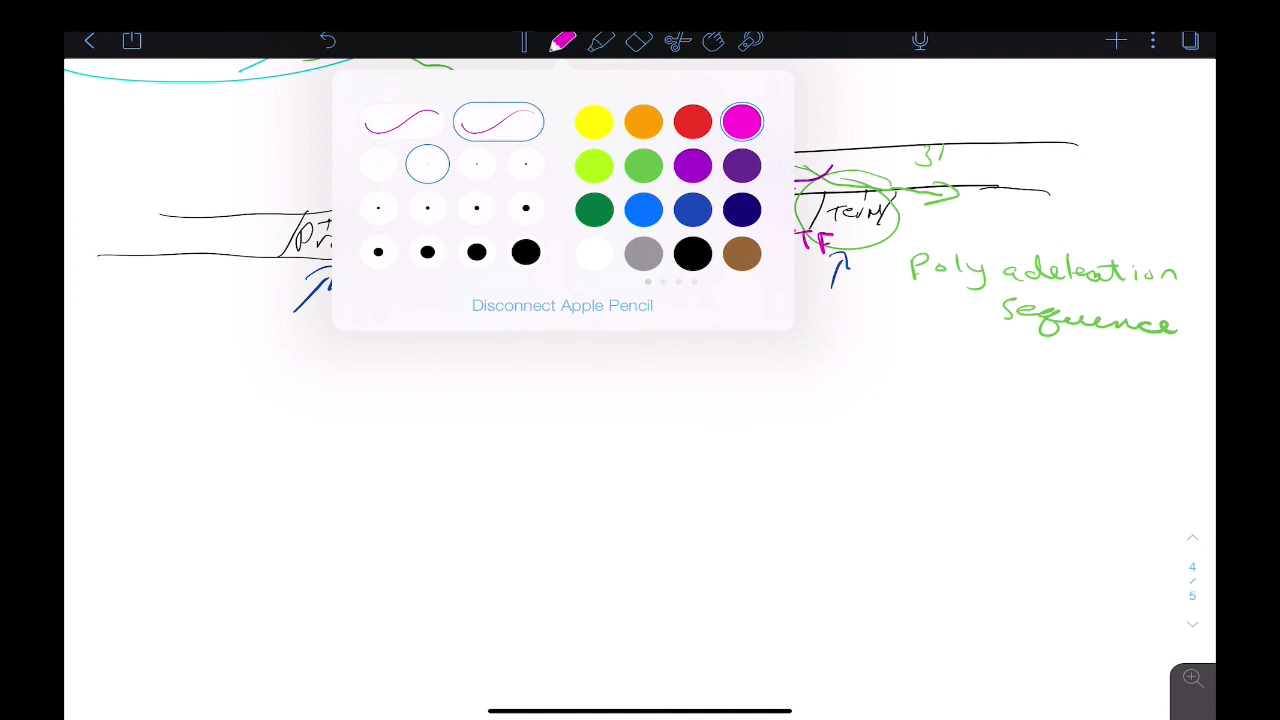 3'
Term
TF
Poly adeleation
sequence
Disconnect Apple Pencil
4
/
5